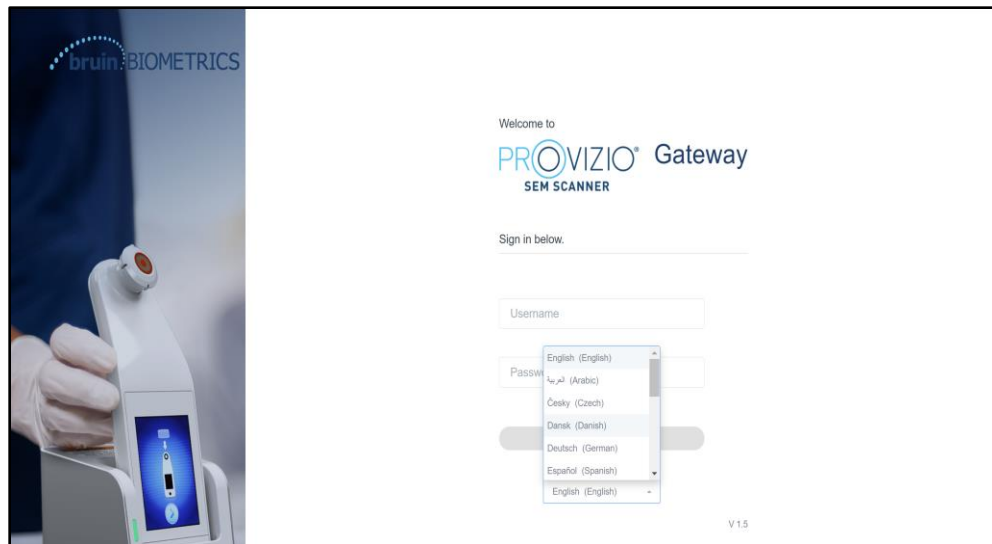 bruin BIOMETRICS
Welcome to
PROVIZIO® Gateway
SEM SCANNER
Sign in below.
Username
Passw
English (English)
العربية (Arabic)
Česky (Czech)
Dansk (Danish)
Deutsch (German)
Español (Spanish)
English (English)
V 1.5